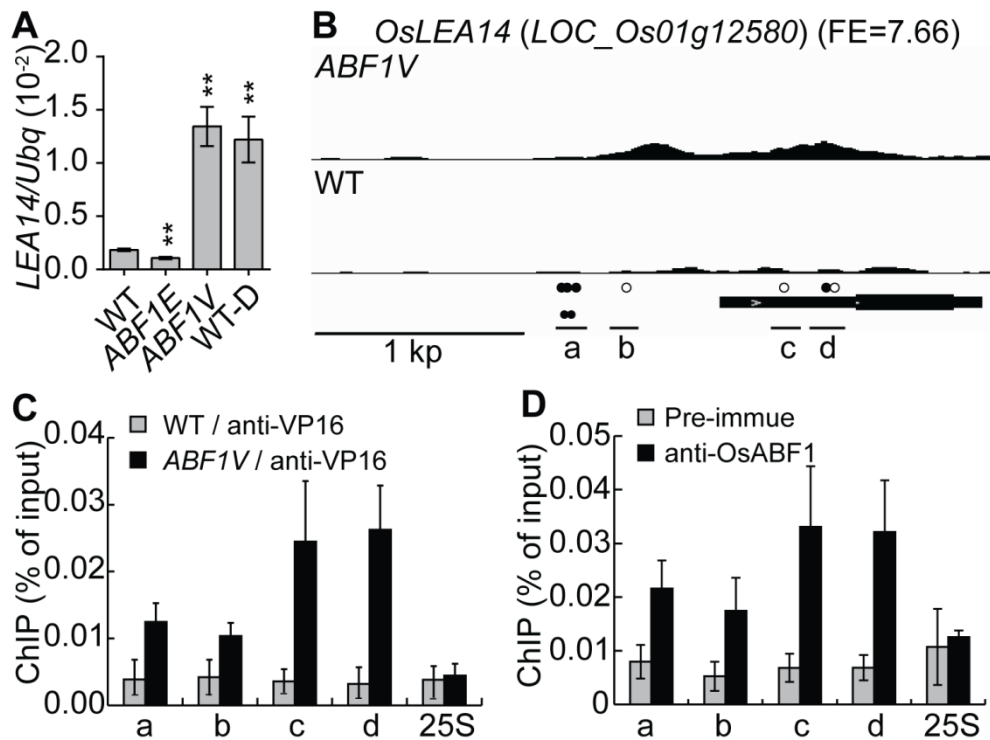 A
LEA14/Ubq (10⁻²)
2.0
1.5
1.0
0.5
0.0
**
**
**
WT
ABF1E
ABF1V
WT-D
B
OsLEA14 (LOC_Os01g12580) (FE=7.66)
ABF1V
WT
>
1 kp
a
b
c
d
C
WT / anti-VP16
ABF1V / anti-VP16
ChIP (% of input)
0.04
0.03
0.02
0.01
0.00
a
b
c
d
25S
D
Pre-immue
anti-OsABF1
ChIP (% of input)
0.05
0.04
0.03
0.02
0.01
0
a
b
c
d
25S